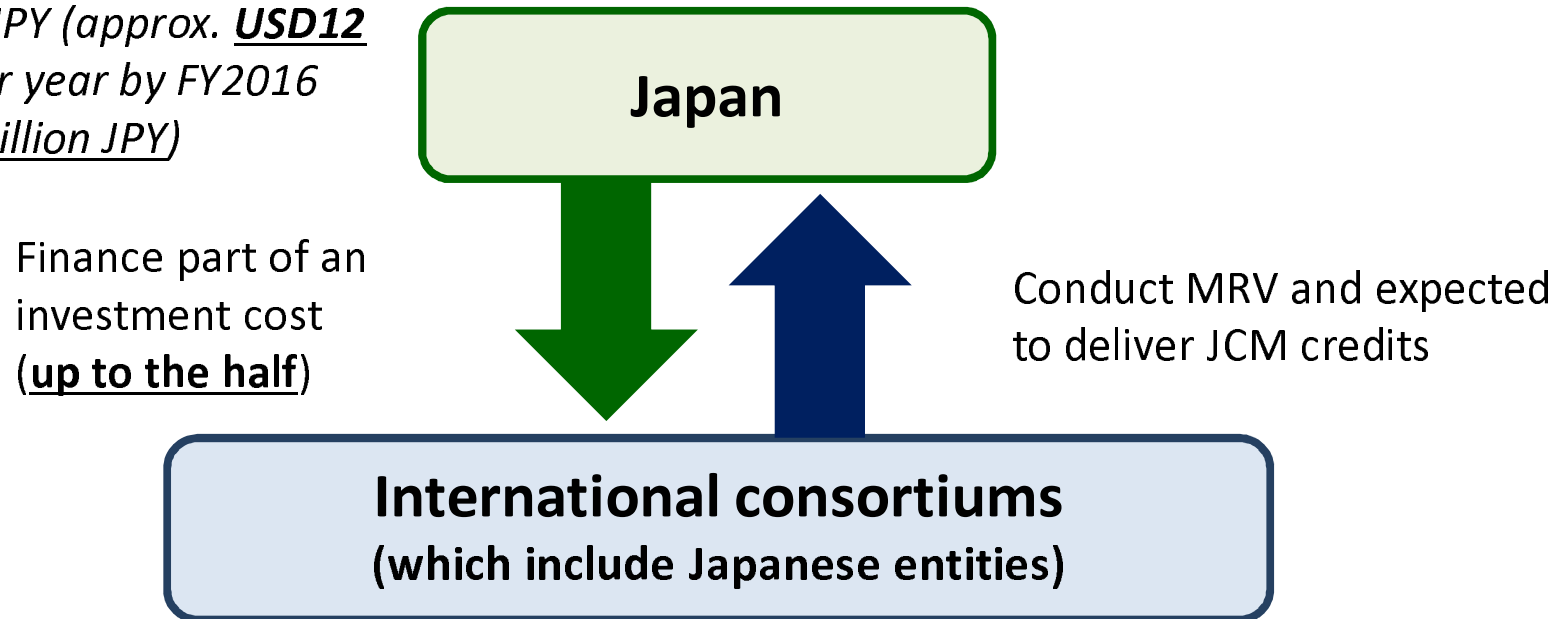 JPY (approx. USD12
r year by FY2016
illion JPY)
Japan
Finance part of an
investment cost
(up to the half)
Conduct MRV and expected
to deliver JCM credits
International consortiums
(which include Japanese entities)